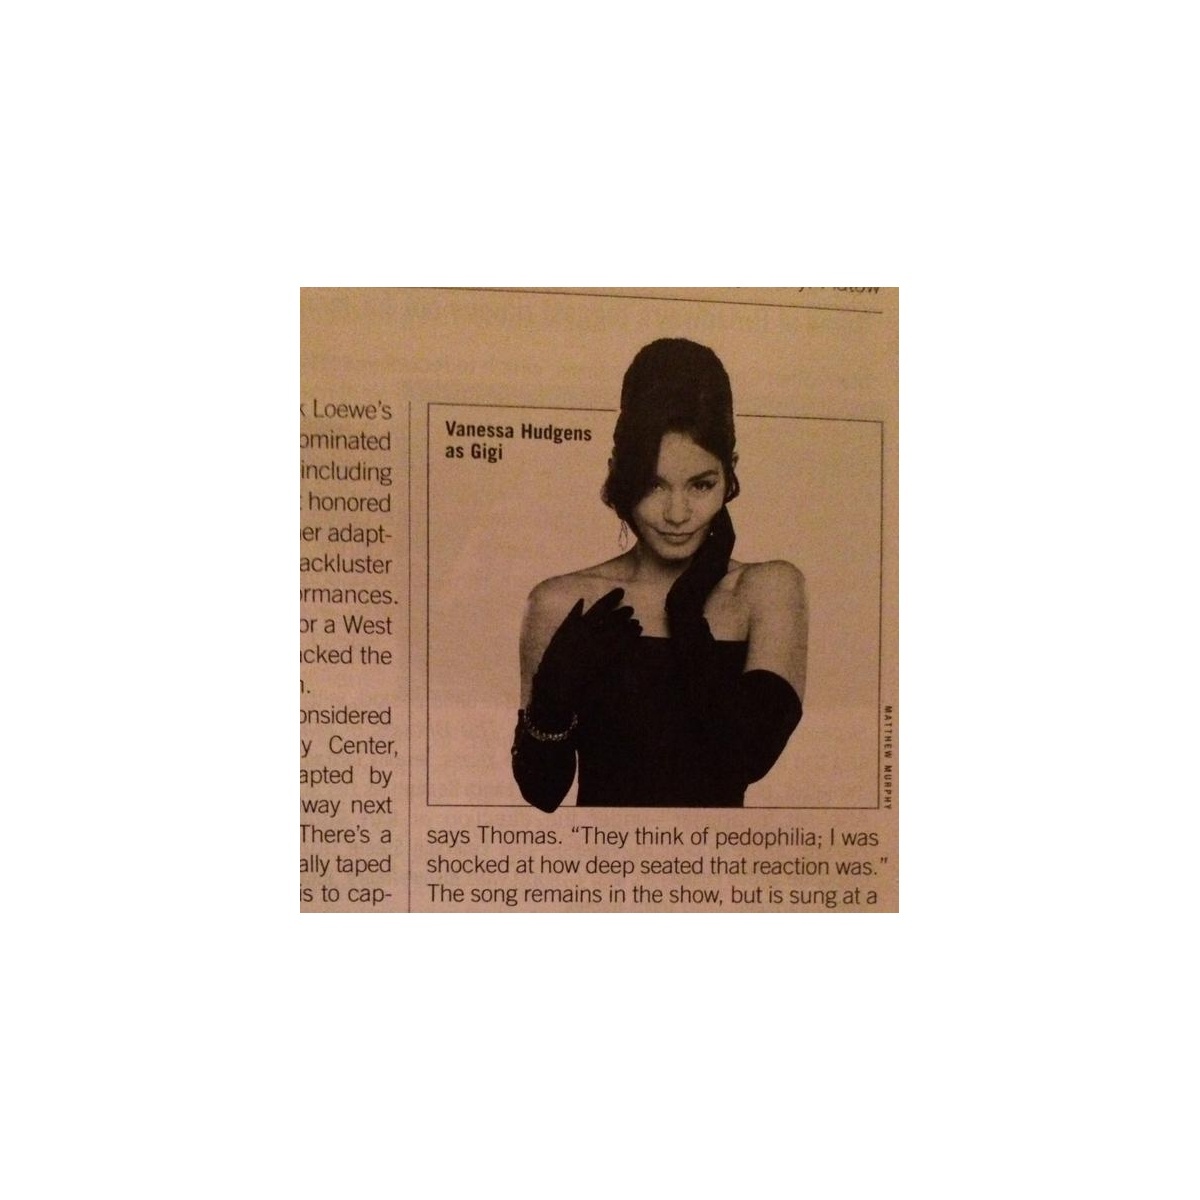 Loewe's
ominated
including
honored
er adapt-
ackluster
rmances.
or a West
cked the
onsidered
y Center,
apted by
way next
There's a
ally taped
is to cap-
Vanessa Hudgens
as Gigi
MATTHEW MURPHY
says Thomas. “They think of pedophilia; I was
shocked at how deep seated that reaction was.”
The song remains in the show, but is sung at a